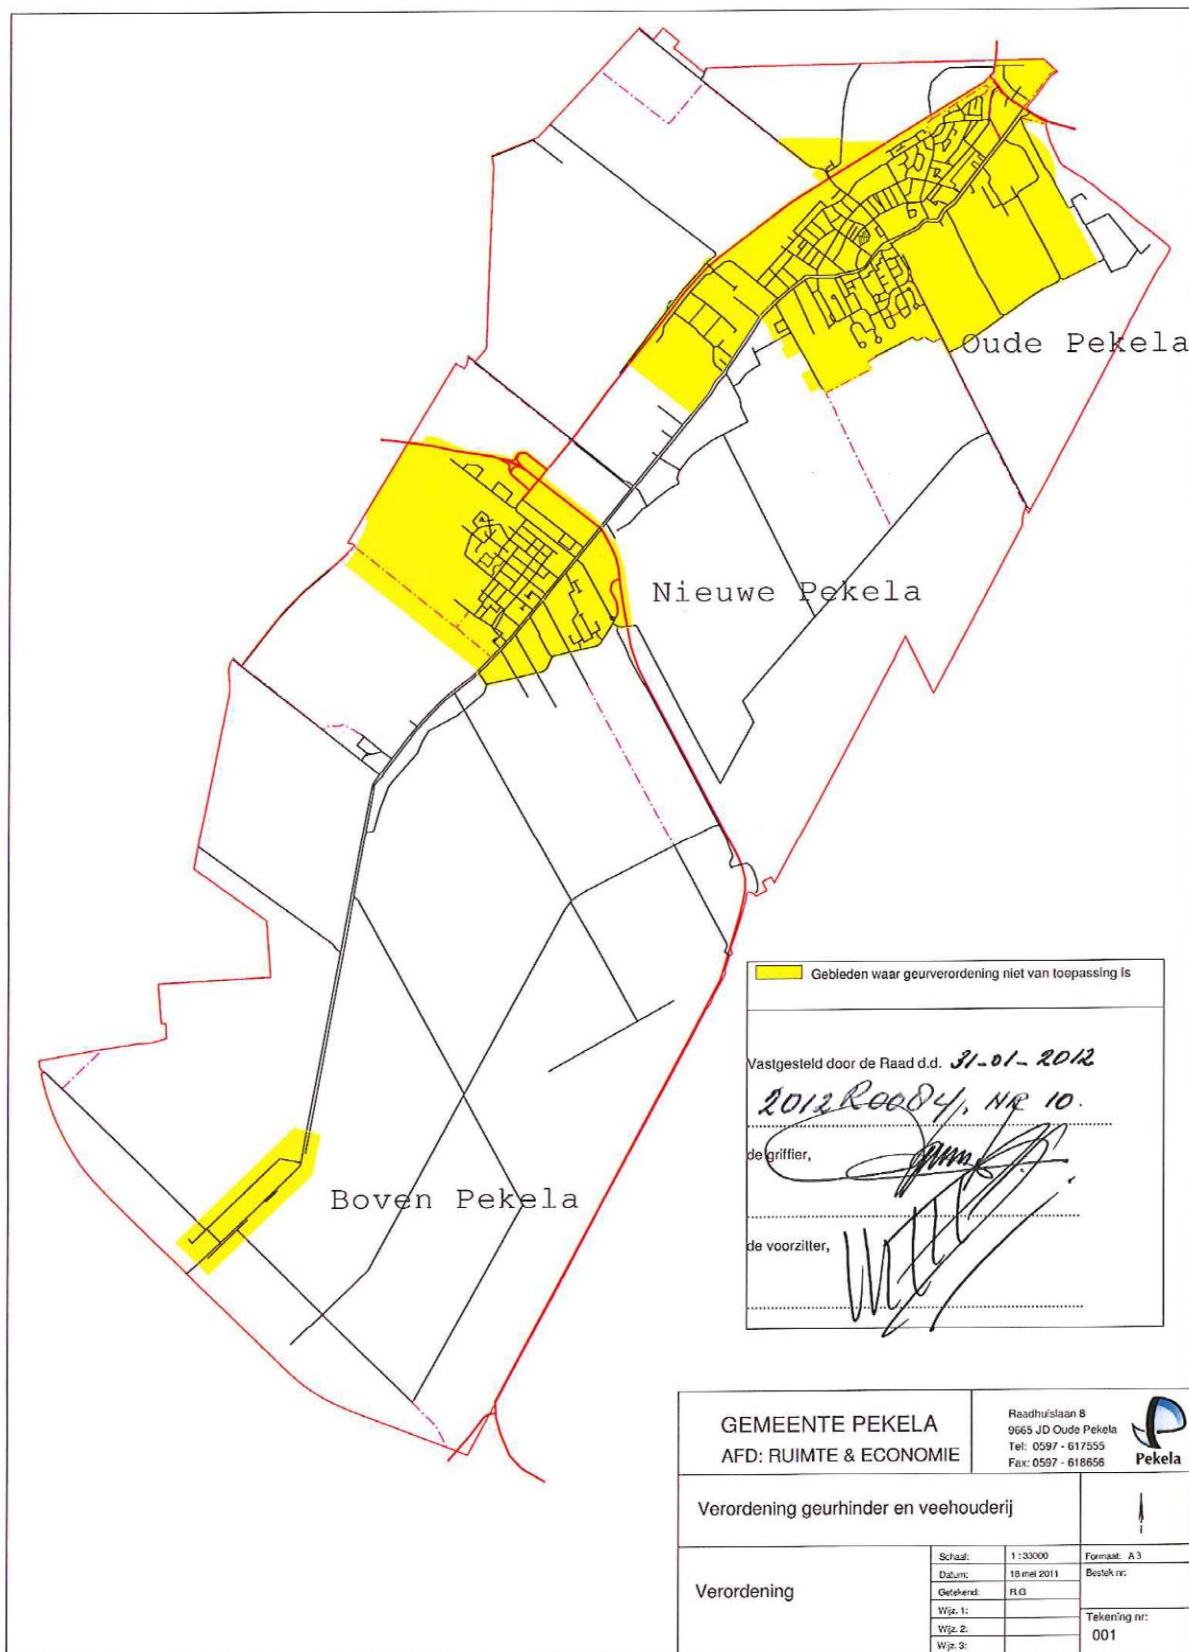 Oude Pekela
Nieuwe Pekela
Boven Pekela
Gebieden waar geurverordening niet van toepassing is
Vastgesteld door de Raad d.d. 31-01-2012
2012R0084, NR 10.
de griffier,
de voorzitter,
GEMEENTE PEKELA
AFD: RUIMTE & ECONOMIE
Raadhuislaan 8
9665 JD Oude Pekela
Tel: 0597 - 617555
Fax: 0597 - 618656
Pekela
Verordening geurhinder en veehouderij
Verordening
Schaal: 1:33000
Formaat: A3
Datum: 18 mei 2011
Bestek nr:
Getekend: R.G
Wijz. 1:
Wijz. 2:
Wijz. 3:
Tekening nr:
001